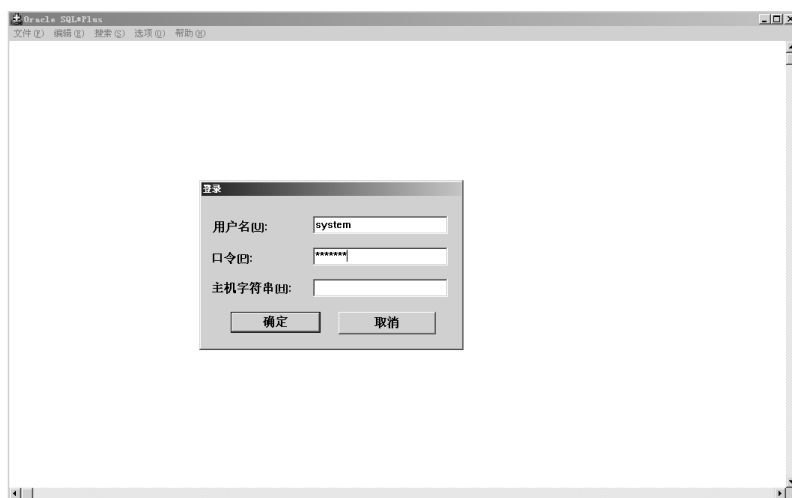 Oracle SQL*Plus
文件(F) 编辑(E) 搜索(S) 选项(O) 帮助(H)
登录
用户名(U): system
口令(P): *******
主机字符串(H):
确定 取消